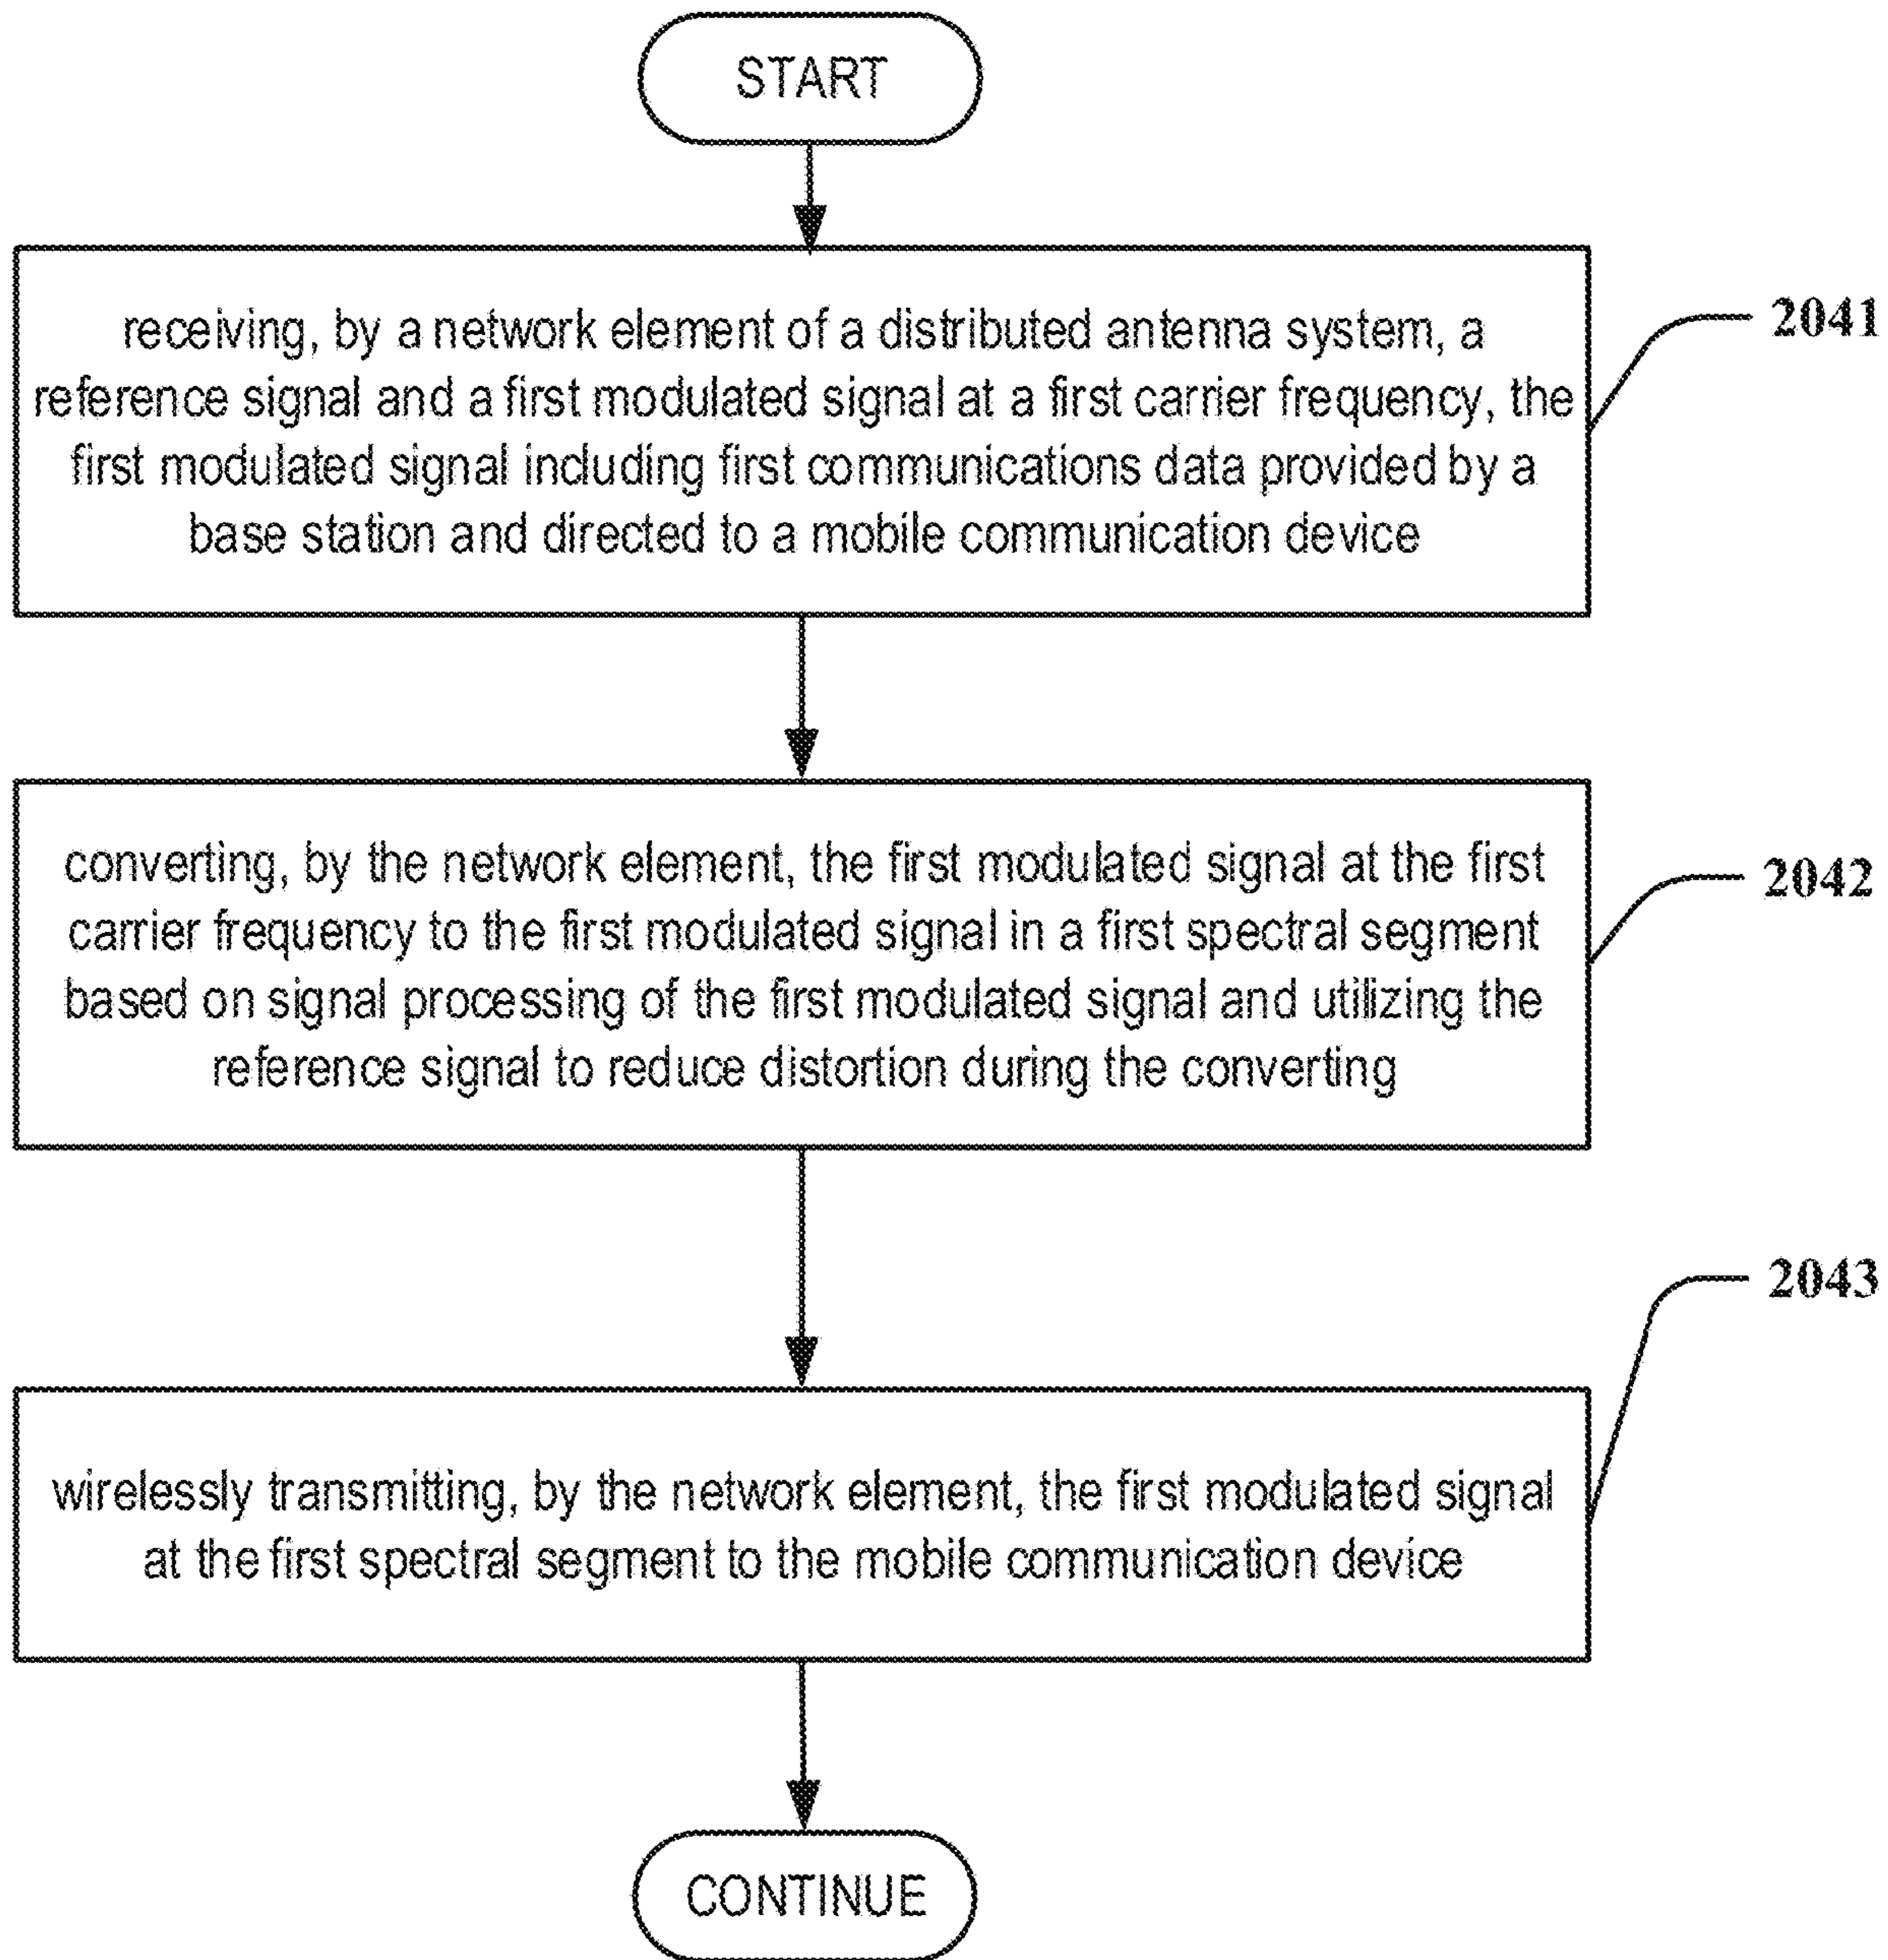 START
receiving, by a network element of a distributed antenna system, a
reference signal and a first modulated signal at a first carrier frequency, the
first modulated signal including first communications data provided by a
base station and directed to a mobile communication device
2041
converting, by the network element, the first modulated signal at the first
carrier frequency to the first modulated signal in a first spectral segment
based on signal processing of the first modulated signal and utilizing the
reference signal to reduce distortion during the converting
2042
wirelessly transmitting, by the network element, the first modulated signal
at the first spectral segment to the mobile communication device
2043
CONTINUE